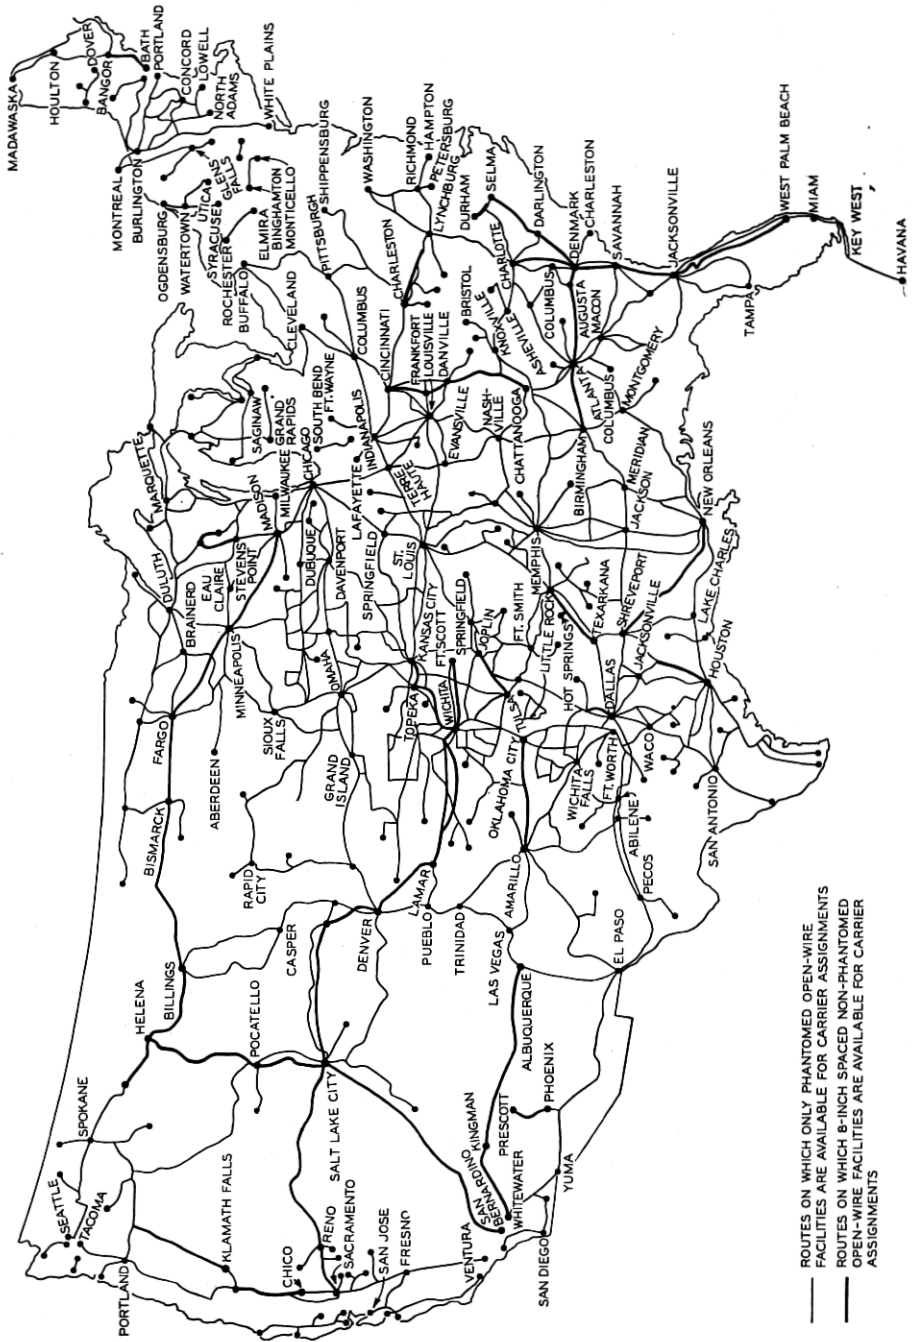 MADAWASKA
HOULTON
DOVER
BANGOR
BATH
PORTLAND
CONCORD
LOWELL
NORTH
ADAMS
WHITE PLAINS
MONTREAL
BURLINGTON
OGDENSBURG
WATERTOWN
UTICA
SYRACUSE
GLENS
FALLS
ROCHESTER
BUFFALO
ELMIRA
BINGHAMTON
MONTICELLO
PITTSBURGH
SHIPPENSBURG
WASHINGTON
RICHMOND
HAMPTON
PETERSBURG
LYNCHBURG
DURHAM
SELMA
DARLINGTON
DENMARK
CHARLESTON
SAVANNAH
JACKSONVILLE
WEST PALM BEACH
MIAM
KEY WEST
HAVANA
TAMPA
CLEVELAND
COLUMBUS
CINCINNATI
CHARLESTON
FRANKFORT
LOUISVILLE
DANVILLE
BRISTOL
KNOXVILLE
CHARLOTTE
ASHEVILLE
COLUMBUS
AUGUSTA
MACON
ATLANTA
COLUMBUS
MONTGOMERY
MARQUETTE
SAGINAW
GRAND
RAPIDS
SOUTH BEND
FT. WAYNE
MILWAUKEE
CHICAGO
MADISON
LAFAYETTE
INDIANAPOLIS
TERRE
HAUTE
EVANSVILLE
NASH-
VILLE
CHATTANOOGA
BIRMINGHAM
MERIDIAN
JACKSON
NEW ORLEANS
DULUTH
BRAINERD
EAU
CLAIRE
STEVENS
POINT
DUBUQUE
DAVENPORT
SPRINGFIELD
ST.
LOUIS
MEMPHIS
LITTLE ROCK
HOT SPRINGS
TEXARKANA
SHREVEPORT
JACKSONVILLE
LAKE CHARLES
HOUSTON
FARGO
MINNEAPOLIS
SIOUX
FALLS
OMAHA
KANSAS CITY
FT. SCOTT
SPRINGFIELD
JOPLIN
FT. SMITH
TOPEKA
WICHITA
TULSA
DALLAS
WACO
BISMARCK
ABERDEEN
GRAND
ISLAND
OKLAHOMA CITY
WICHITA
FALLS
FT. WORTH
ABILENE
SAN ANTONIO
RAPID
CITY
LAMAR
AMARILLO
PECOS
BILLINGS
CASPER
DENVER
PUEBLO
TRINIDAD
LAS VEGAS
EL PASO
HELENA
POCATELLO
ALBUQUERQUE
SPOKANE
SALT LAKE CITY
KINGMAN
PRESCOTT
PHOENIX
SEATTLE
TACOMA
KLAMATH FALLS
RENO
SACRAMENTO
SAN JOSE
FRESNO
CHICO
SAN
BERNARDINO
WHITEWATER
YUMA
PORTLAND
VENTURA
SAN DIEGO
ROUTES ON WHICH ONLY PHANTOMED OPEN-WIRE
FACILITIES ARE AVAILABLE FOR CARRIER ASSIGNMENTS
ROUTES ON WHICH 8-INCH SPACED NON-PHANTOMED
OPEN-WIRE FACILITIES ARE AVAILABLE FOR CARRIER
ASSIGNMENTS